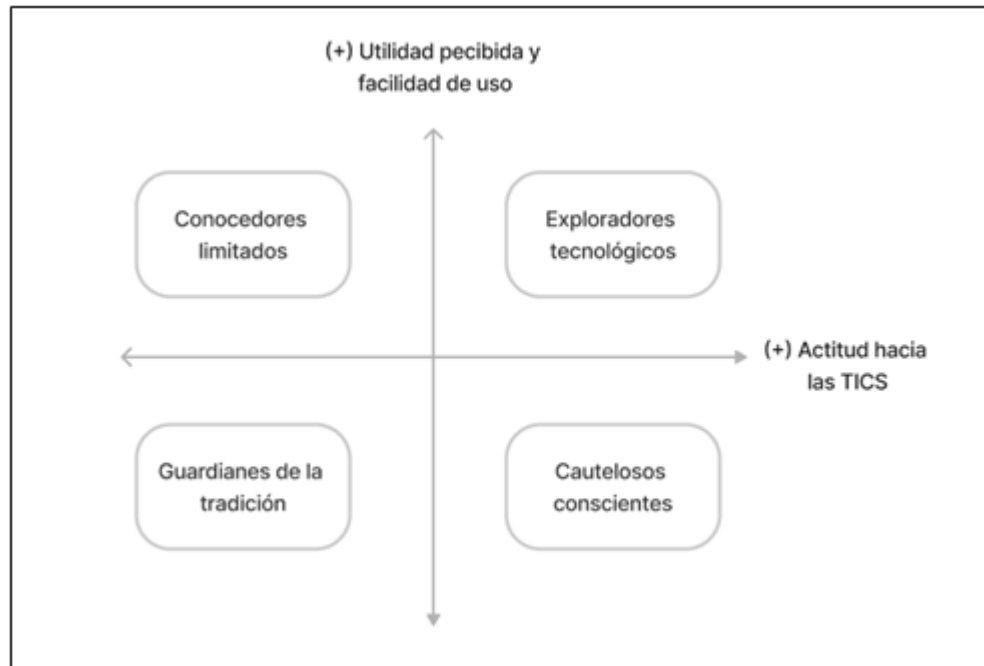 (+) Utilidad pecibida y
facilidad de uso
Conocedores
limitados
Exploradores
tecnológicos
(+) Actitud hacia
las TICS
Guardianes de la
tradición
Cautelosos
conscientes